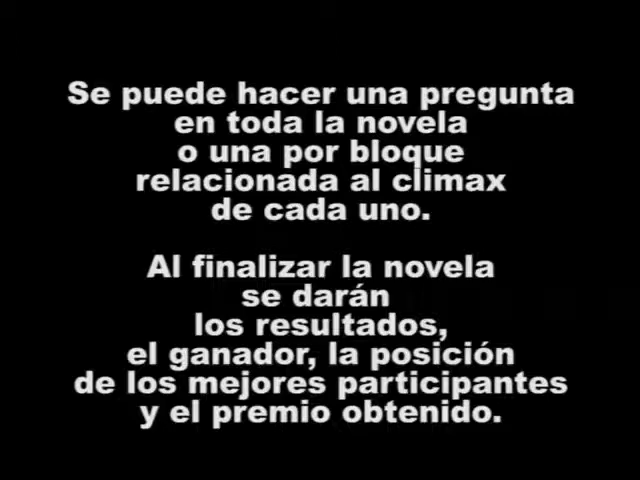 Se puede hacer una pregunta
en toda la novela
o una por bloque
relacionada al climax
de cada uno.
Al finalizar la novela
se darán
los resultados,
el ganador, la posición
de los mejores participantes
y el premio obtenido.